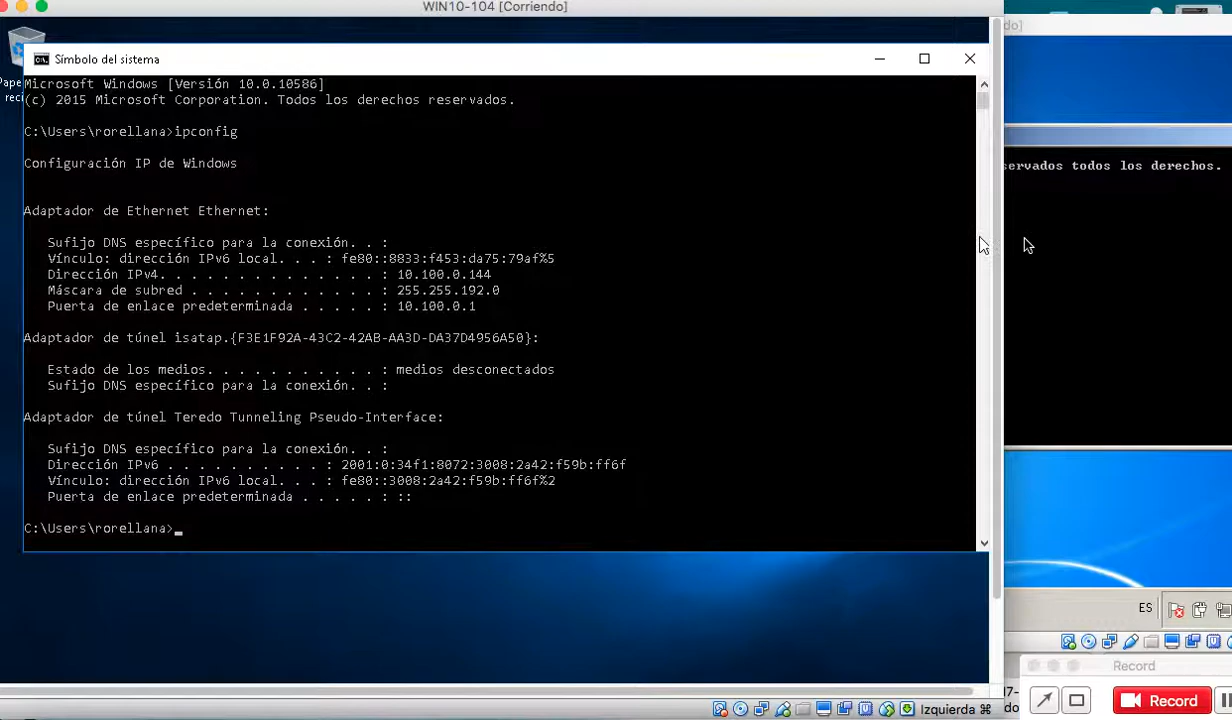 WIN10-104 [Corriendo]
do]
Pape
reci
Símbolo del sistema
Microsoft Windows [Versión 10.0.10586]
(c) 2015 Microsoft Corporation. Todos los derechos reservados.
C:\Users\rorellana>ipconfig
Configuración IP de Windows
Adaptador de Ethernet Ethernet:
Sufijo DNS específico para la conexión. . :
Vínculo: dirección IPv6 local. . . : fe80::8833:f453:da75:79af%5
Dirección IPv4. . . . . . . . . . . . . . : 10.100.0.144
Máscara de subred . . . . . . . . . . . . : 255.255.192.0
Puerta de enlace predeterminada . . . . . : 10.100.0.1
Adaptador de túnel isatap.{F3E1F92A-43C2-42AB-AA3D-DA37D4956A50}:
Estado de los medios. . . . . . . . . . . : medios desconectados
Sufijo DNS específico para la conexión. . :
Adaptador de túnel Teredo Tunneling Pseudo-Interface:
Sufijo DNS específico para la conexión. . :
Dirección IPv6 . . . . . . . . . . : 2001:0:34f1:8072:3008:2a42:f59b:ff6f
Vínculo: dirección IPv6 local. . . : fe80::3008:2a42:f59b:ff6f%2
Puerta de enlace predeterminada . . . . . : ::
C:\Users\rorellana>_
servados todos los derechos.
ES
Record
Record
I7-
do
Izquierda ⌘